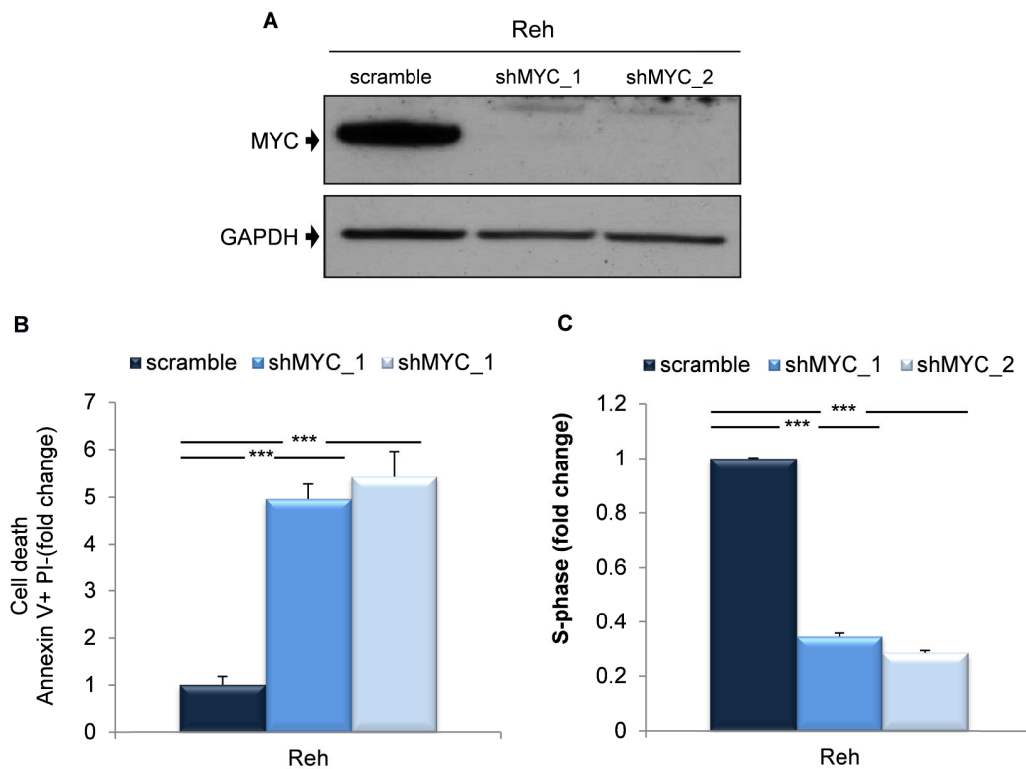 A
Reh
scramble shMYC_1 shMYC_2
MYC
GAPDH
B
scramble shMYC_1 shMYC_1
Cell death
Annexin V+ PI-(fold change)
7
6
5
4
3
2
1
0
***
***
Reh
C
scramble shMYC_1 shMYC_2
S-phase (fold change)
1.2
1
0.8
0.6
0.4
0.2
0
***
***
Reh